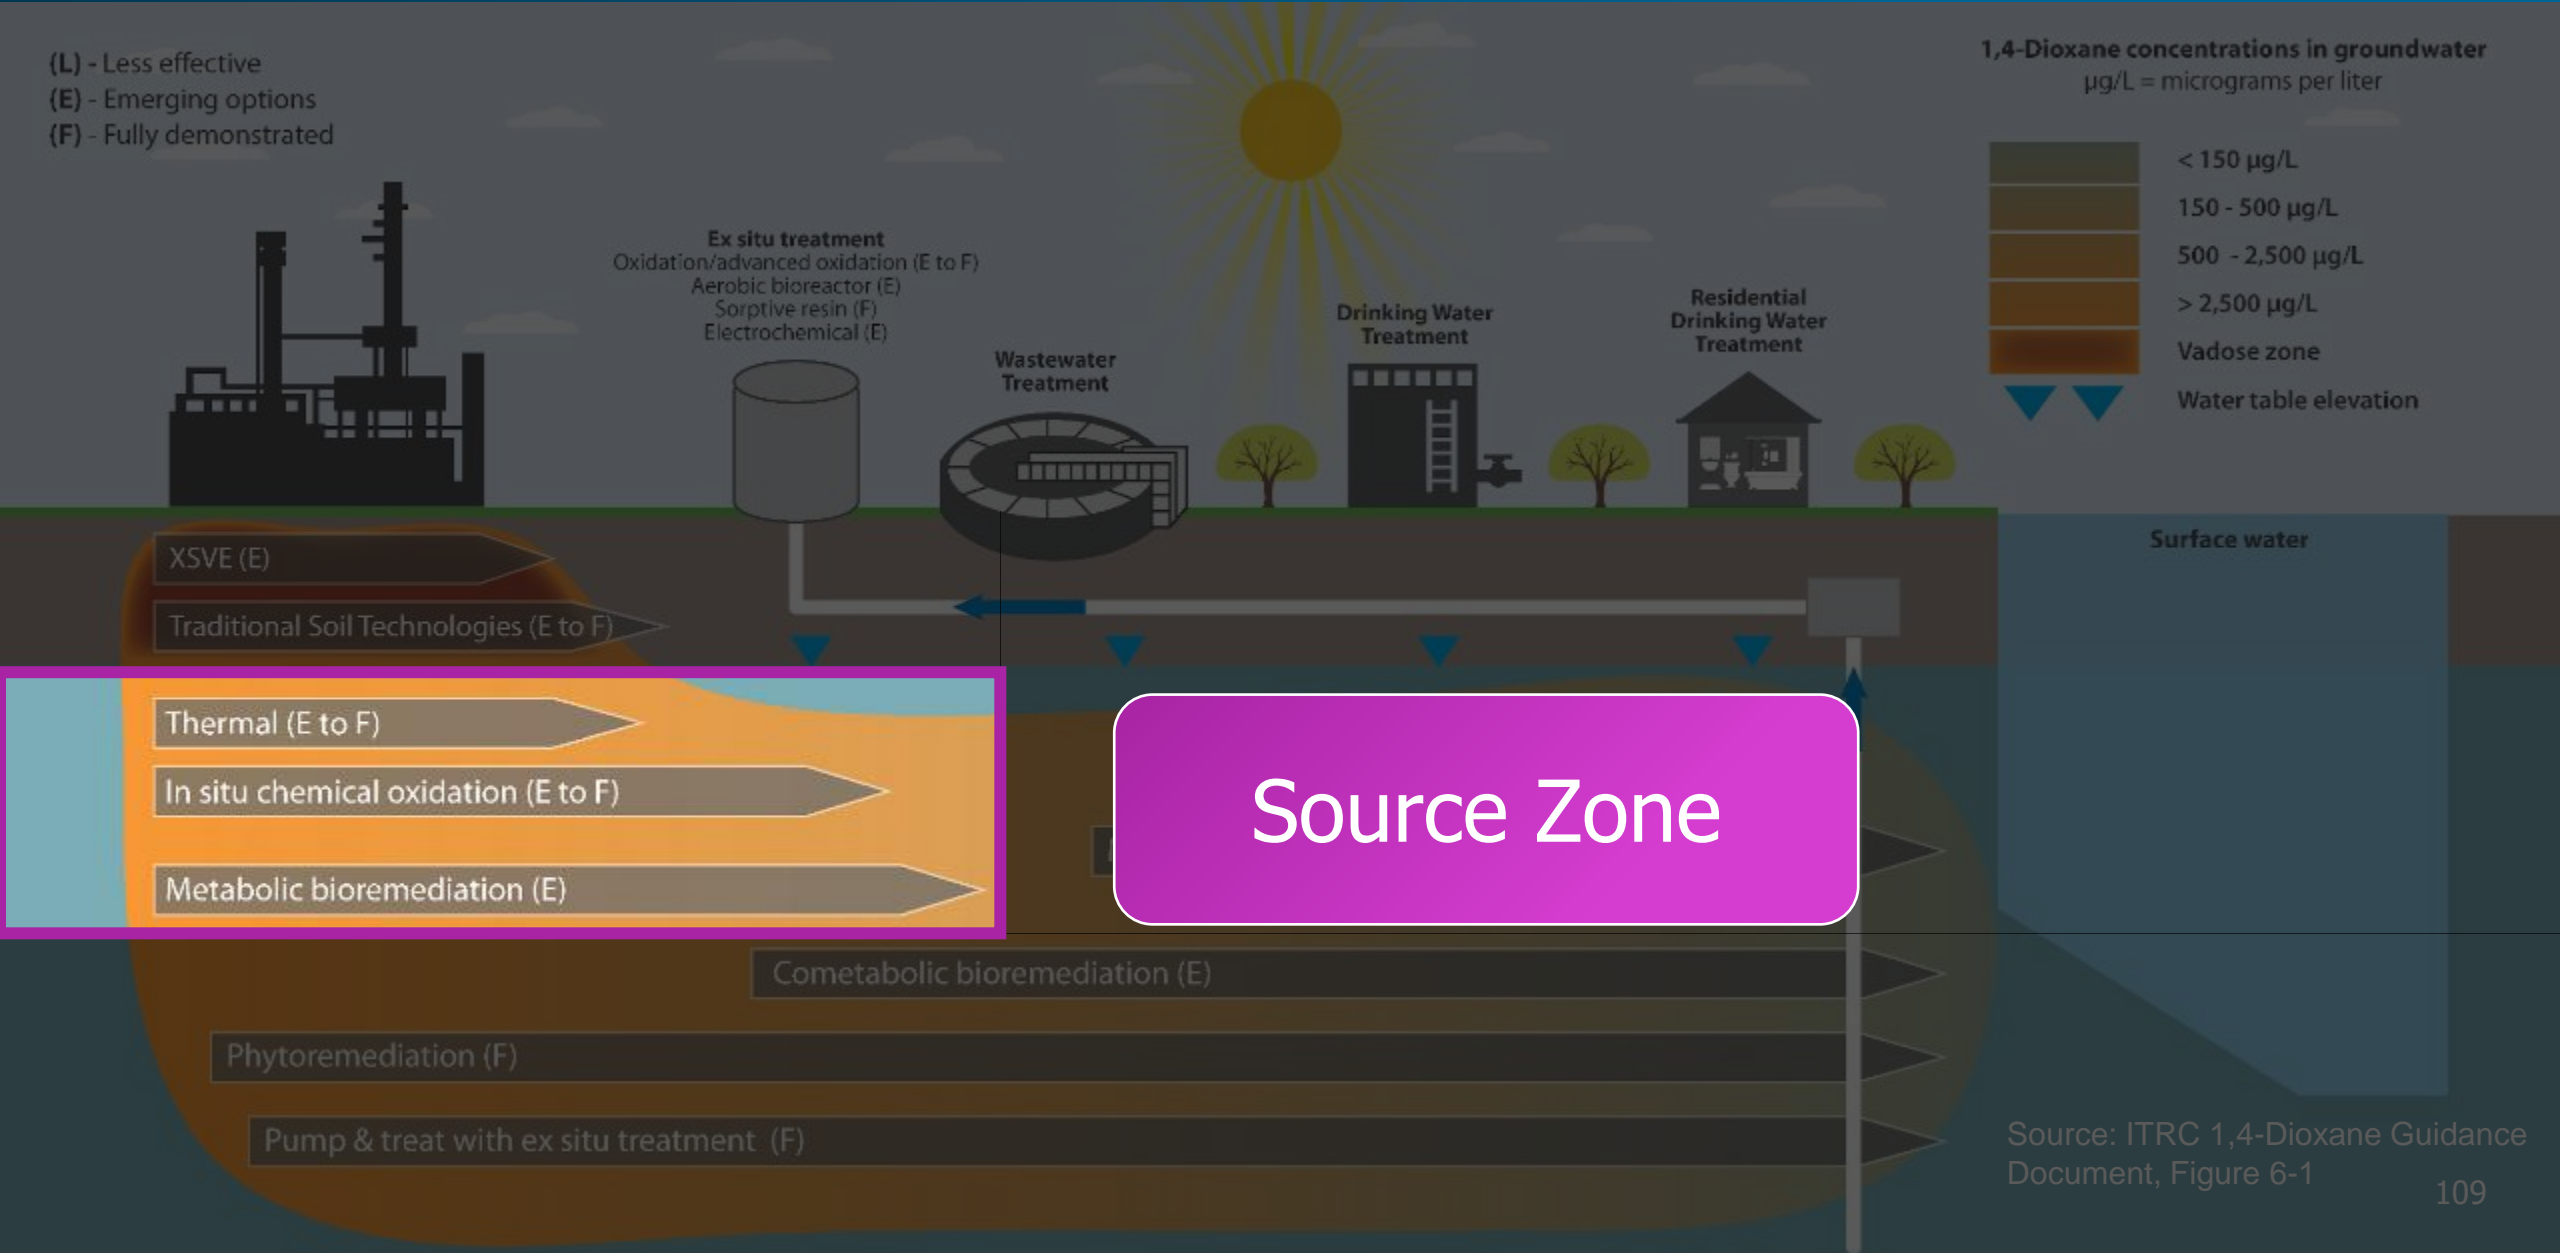 (L) - Less effective
(E) - Emerging options
(F) - Fully demonstrated
1,4-Dioxane concentrations in groundwater
µg/L = micrograms per liter
< 150 µg/L
150 - 500 µg/L
500 - 2,500 µg/L
> 2,500 µg/L
Vadose zone
Water table elevation
Ex situ treatment
Oxidation/advanced oxidation (E to F)
Aerobic bioreactor (E)
Sorptive resin (F)
Electrochemical (E)
Wastewater
Treatment
Drinking Water
Treatment
Residential
Drinking Water
Treatment
Surface water
XSVE (E)
Traditional Soil Technologies (E to F)
Thermal (E to F)
In situ chemical oxidation (E to F)
Metabolic bioremediation (E)
Source Zone
Cometabolic bioremediation (E)
Phytoremediation (F)
Pump & treat with ex situ treatment (F)
Source: ITRC 1,4-Dioxane Guidance
Document, Figure 6-1
109